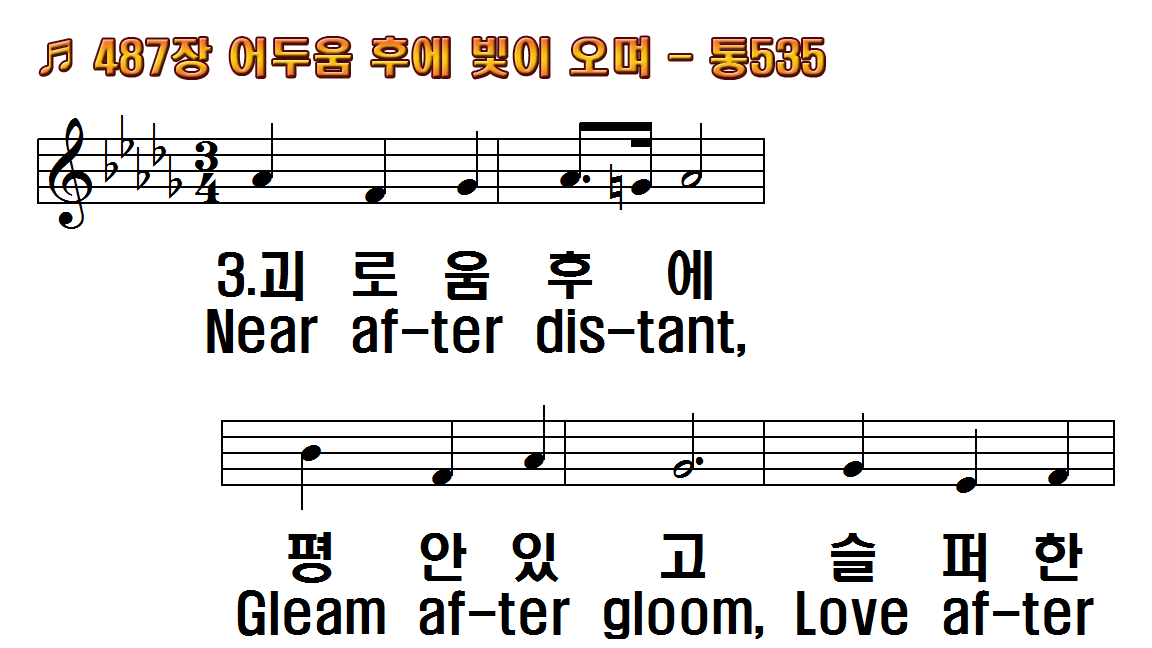 487장 어두움 후에 빛이 오며 - 통535
3.괴 로 움 후 에
Near af-ter dis-tant,
평 안 있 고 슬 퍼 한
Gleam af-ter gloom, Love af-ter